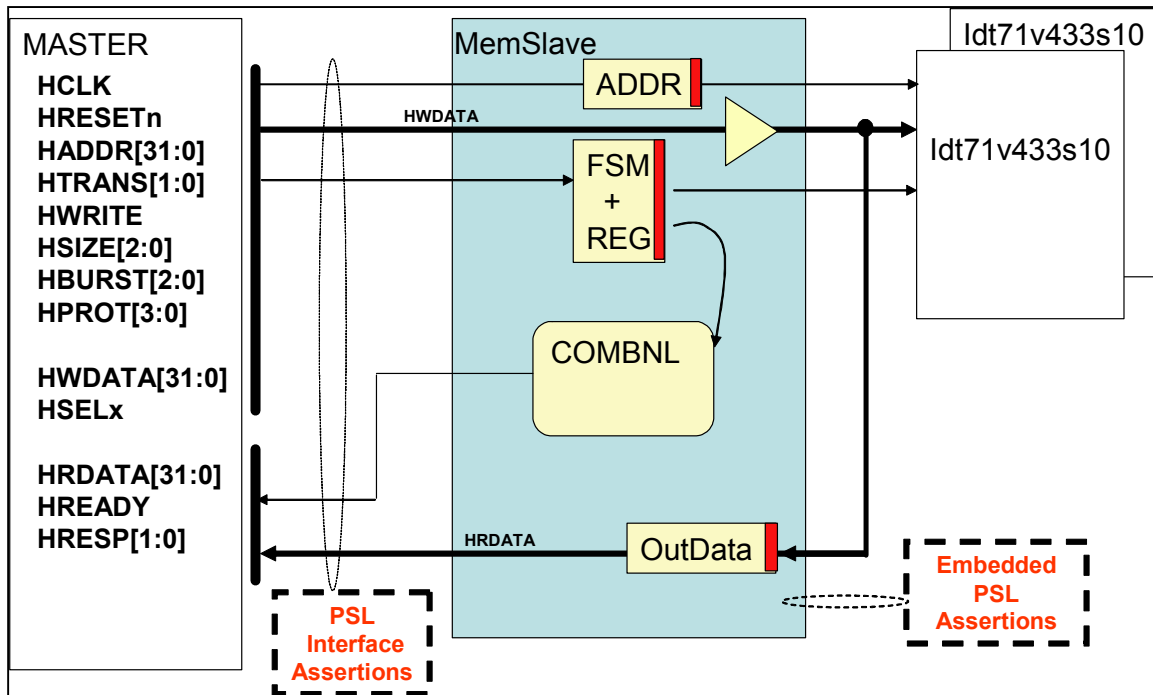 MASTER
HCLK
HRESETn
HADDR[31:0]
HTRANS[1:0]
HWRITE
HSIZE[2:0]
HBURST[2:0]
HPROT[3:0]
HWDATA[31:0]
HSELx
HRDATA[31:0]
HREADY
HRESP[1:0]
MemSlave
ADDR
HWDATA
FSM
+
REG
COMBNL
HRDATA
OutData
Idt71v433s10
Idt71v433s10
PSL
Interface
Assertions
Embedded
PSL
Assertions